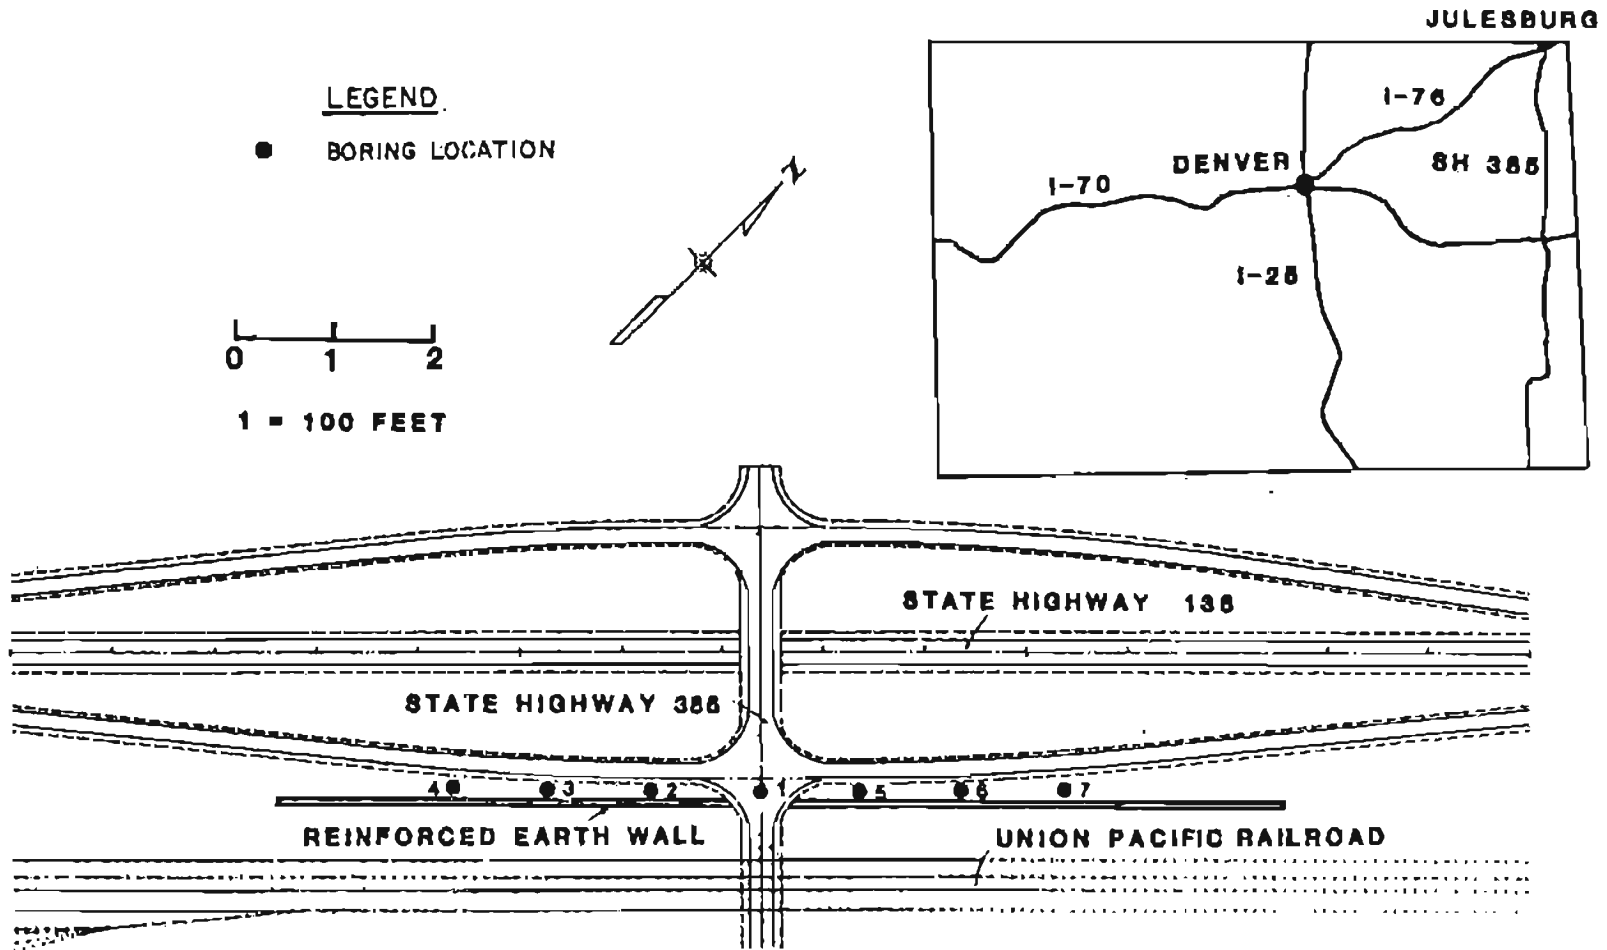 JULESBURG
LEGEND
BORING LOCATION
N
I-76
DENVER
SH 385
I-70
I-25
0 1 2
1 = 100 FEET
STATE HIGHWAY 138
STATE HIGHWAY 385
4 3 2 1 5 6 7
REINFORCED EARTH WALL
UNION PACIFIC RAILROAD